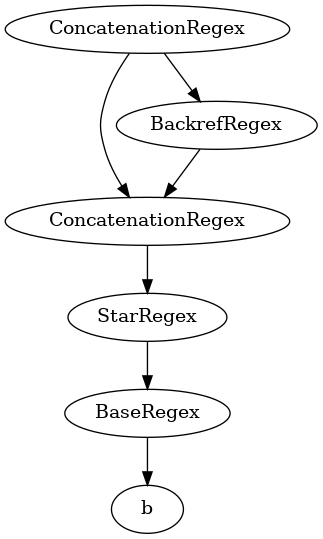 ConcatenationRegex
BackrefRegex
ConcatenationRegex
StarRegex
BaseRegex
b